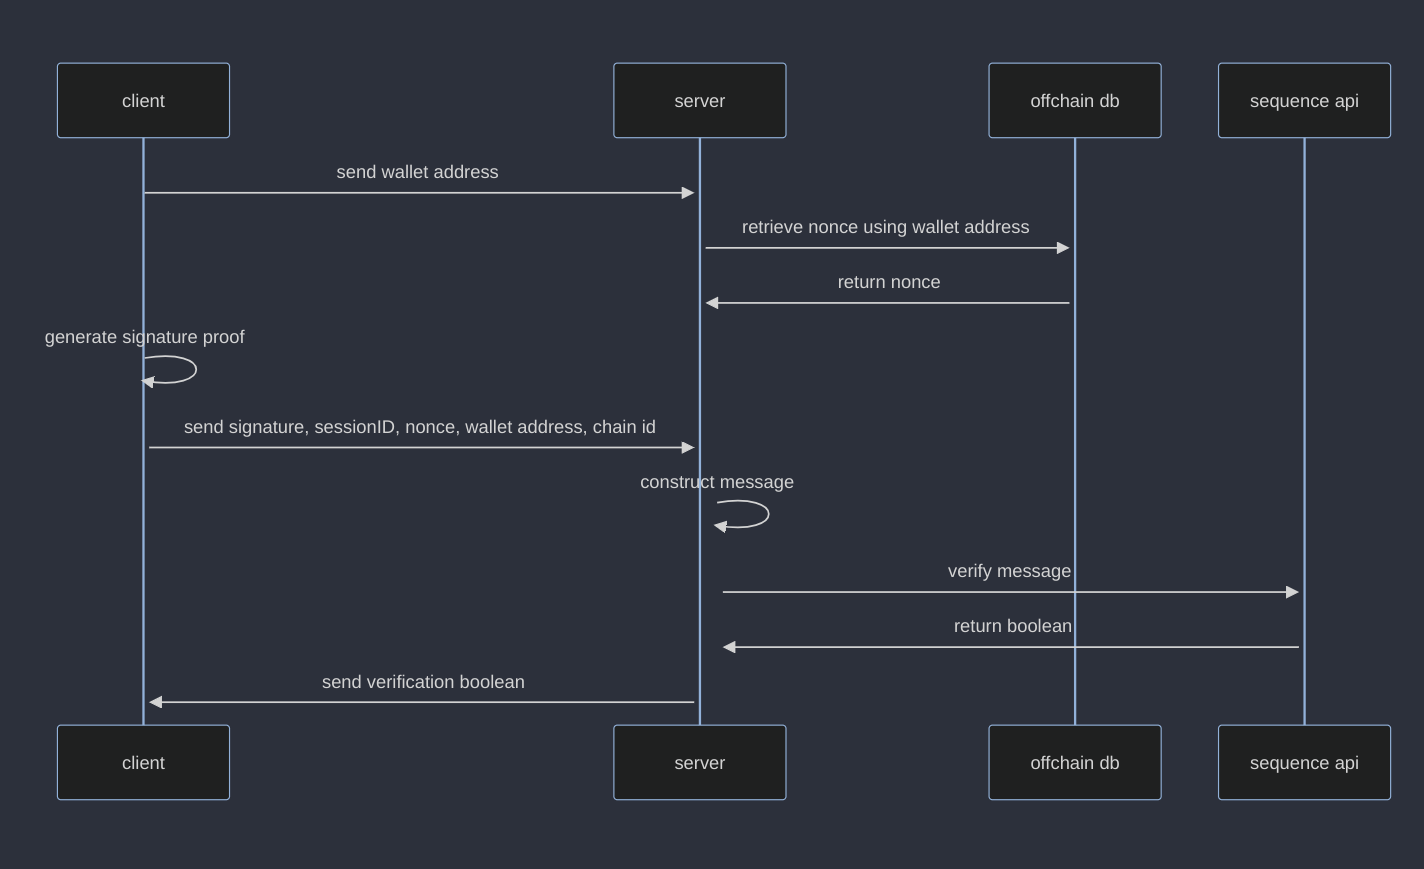 client
server
offchain db
sequence api
send wallet address
retrieve nonce using wallet address
return nonce
generate signature proof
send signature, sessionID, nonce, wallet address, chain id
construct message
verify message
return boolean
send verification boolean
client
server
offchain db
sequence api